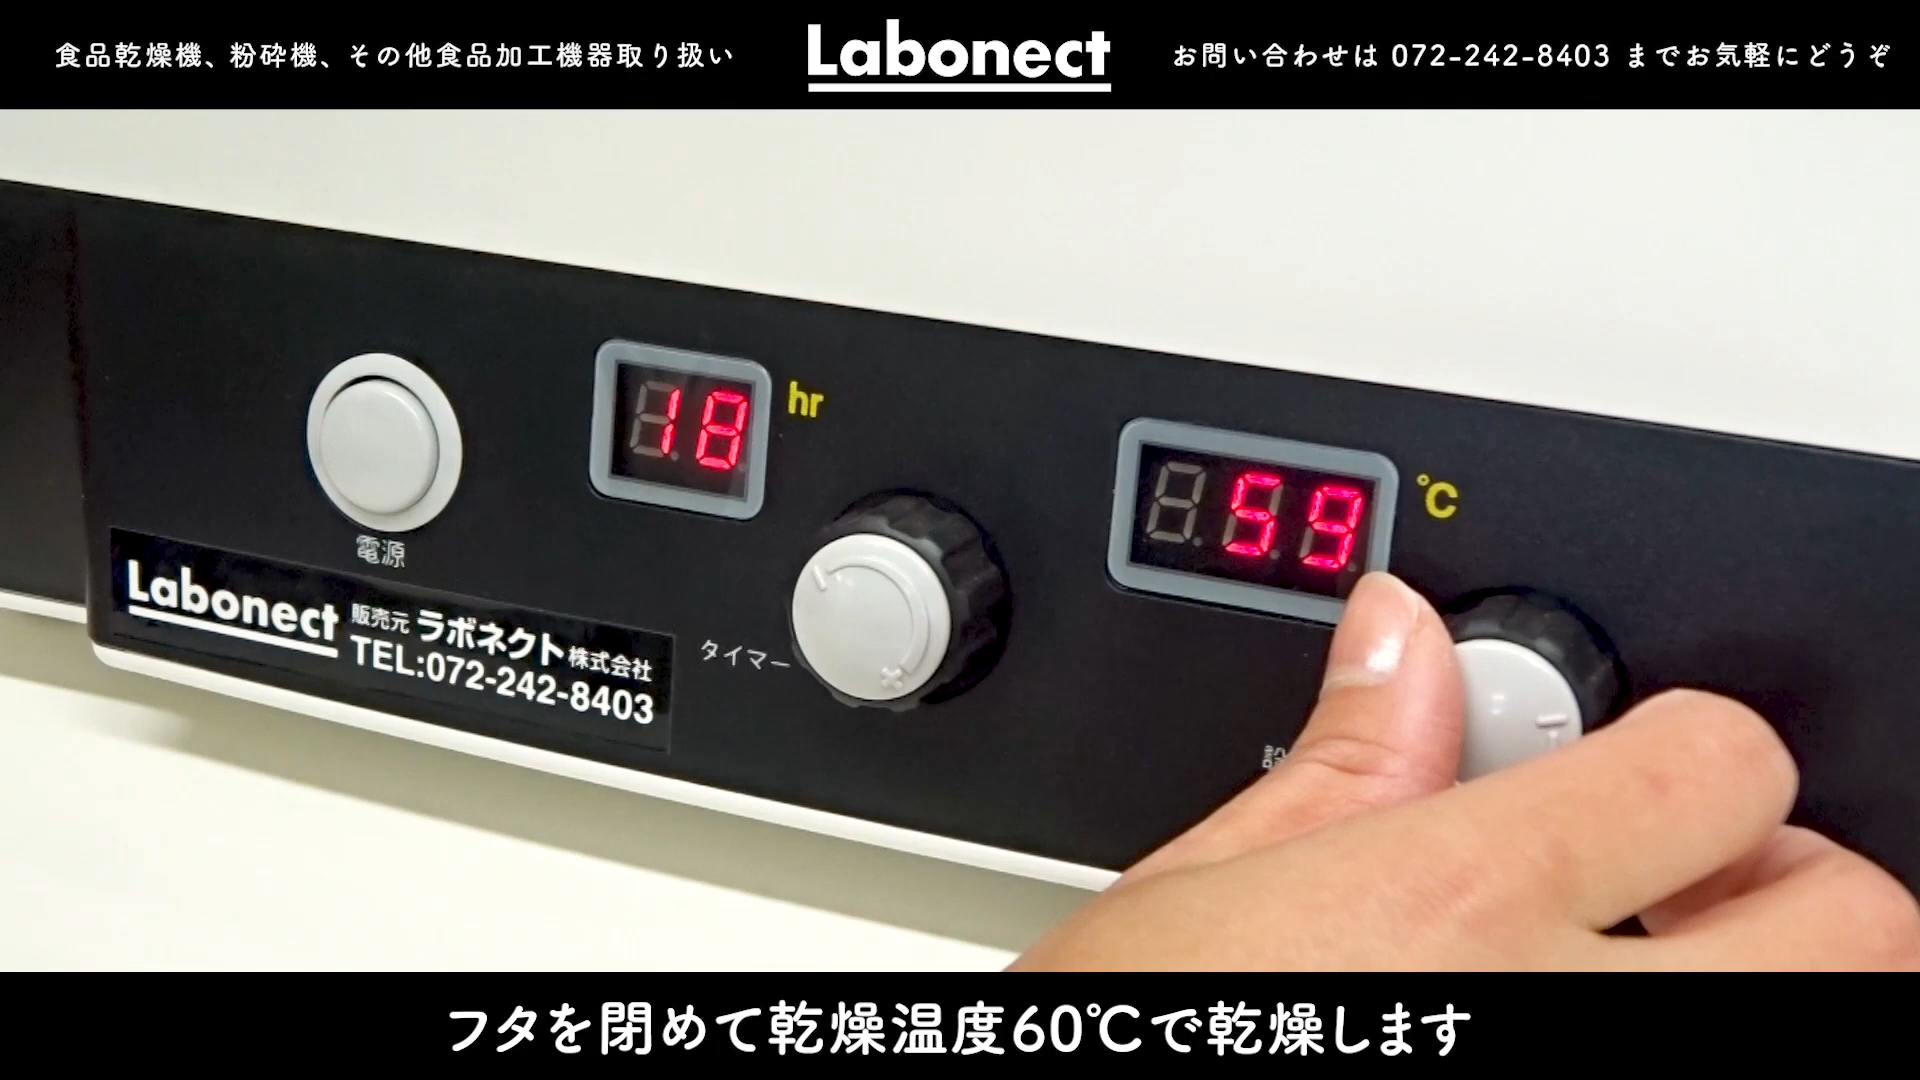 食品乾燥機、粉砕機、その他食品加工機器取り扱い
Labonect
お問い合わせは 072-242-8403 までお気軽にどうぞ
18 hr
59 ℃
電源
タイマー
Labonect 販売元 ラボネクト株式会社
TEL:072-242-8403
フタを閉めて乾燥温度60℃で乾燥します